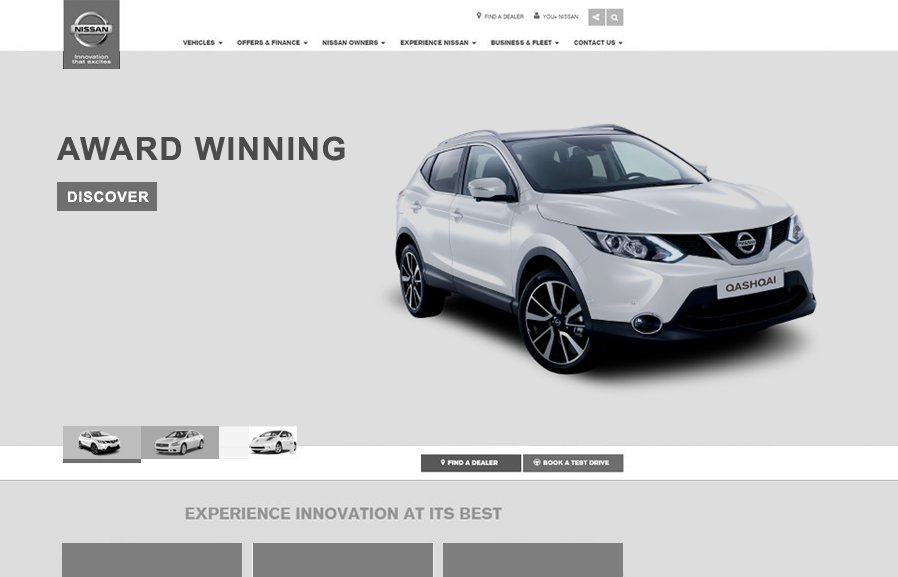 FIND A DEALER
YOU+ NISSAN
NISSAN
Innovation
that excites
VEHICLES
OFFERS & FINANCE
NISSAN OWNERS
EXPERIENCE NISSAN
BUSINESS & FLEET
CONTACT US
AWARD WINNING
DISCOVER
NISSAN
QASHQAI
FIND A DEALER
BOOK A TEST DRIVE
EXPERIENCE INNOVATION AT ITS BEST